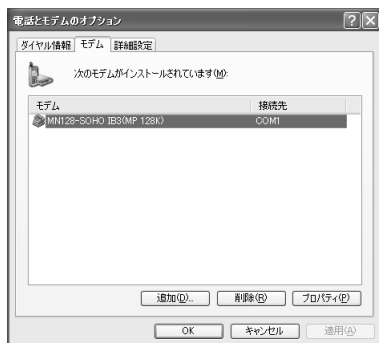 電話とモデムのオプション
ダイヤル情報 モデム 詳細設定
次のモデムがインストールされています(M):
モデム 接続先
MN128-SOHO IB3(MP 128K) COM1
追加(D)... 削除(R) プロパティ(P)
OK キャンセル 適用(A)